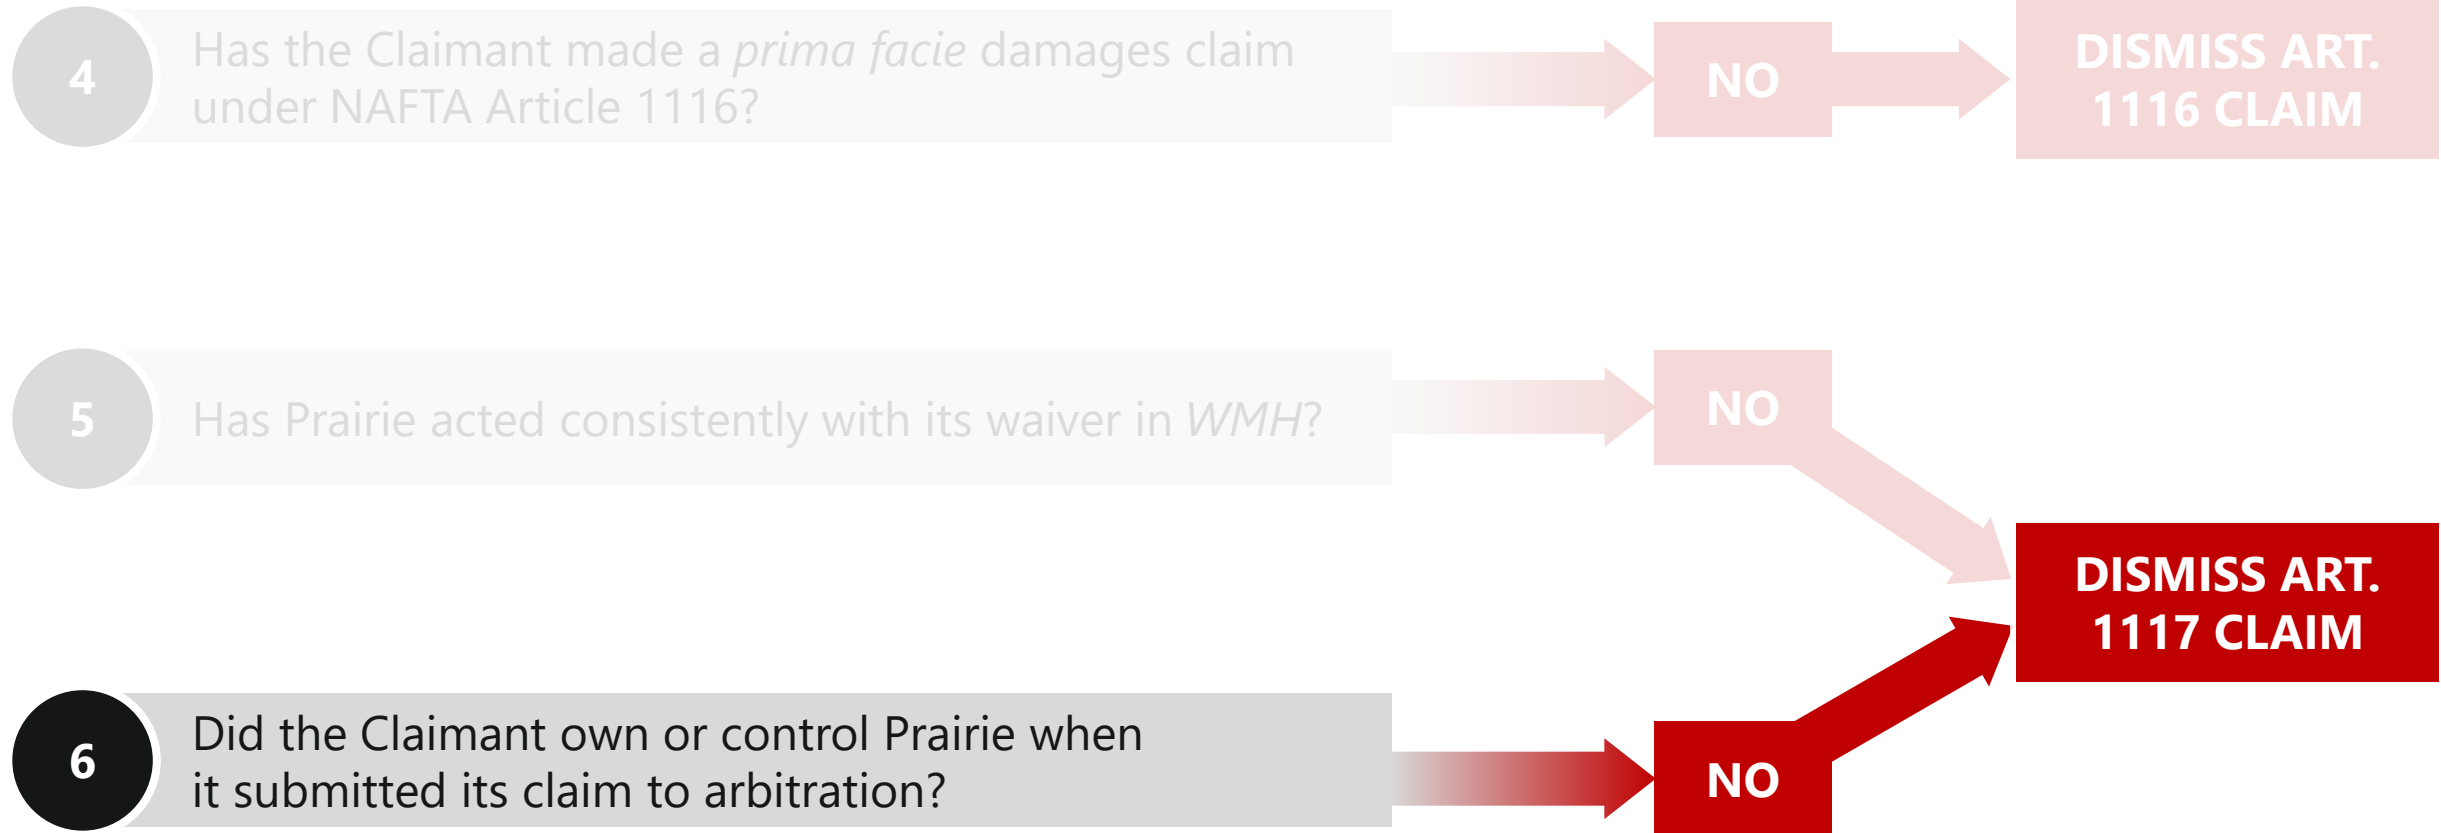 4
Has the Claimant made a prima facie damages claim
under NAFTA Article 1116?
NO
DISMISS ART.
1116 CLAIM
5
Has Prairie acted consistently with its waiver in WMH?
NO
DISMISS ART.
1117 CLAIM
6
Did the Claimant own or control Prairie when
it submitted its claim to arbitration?
NO